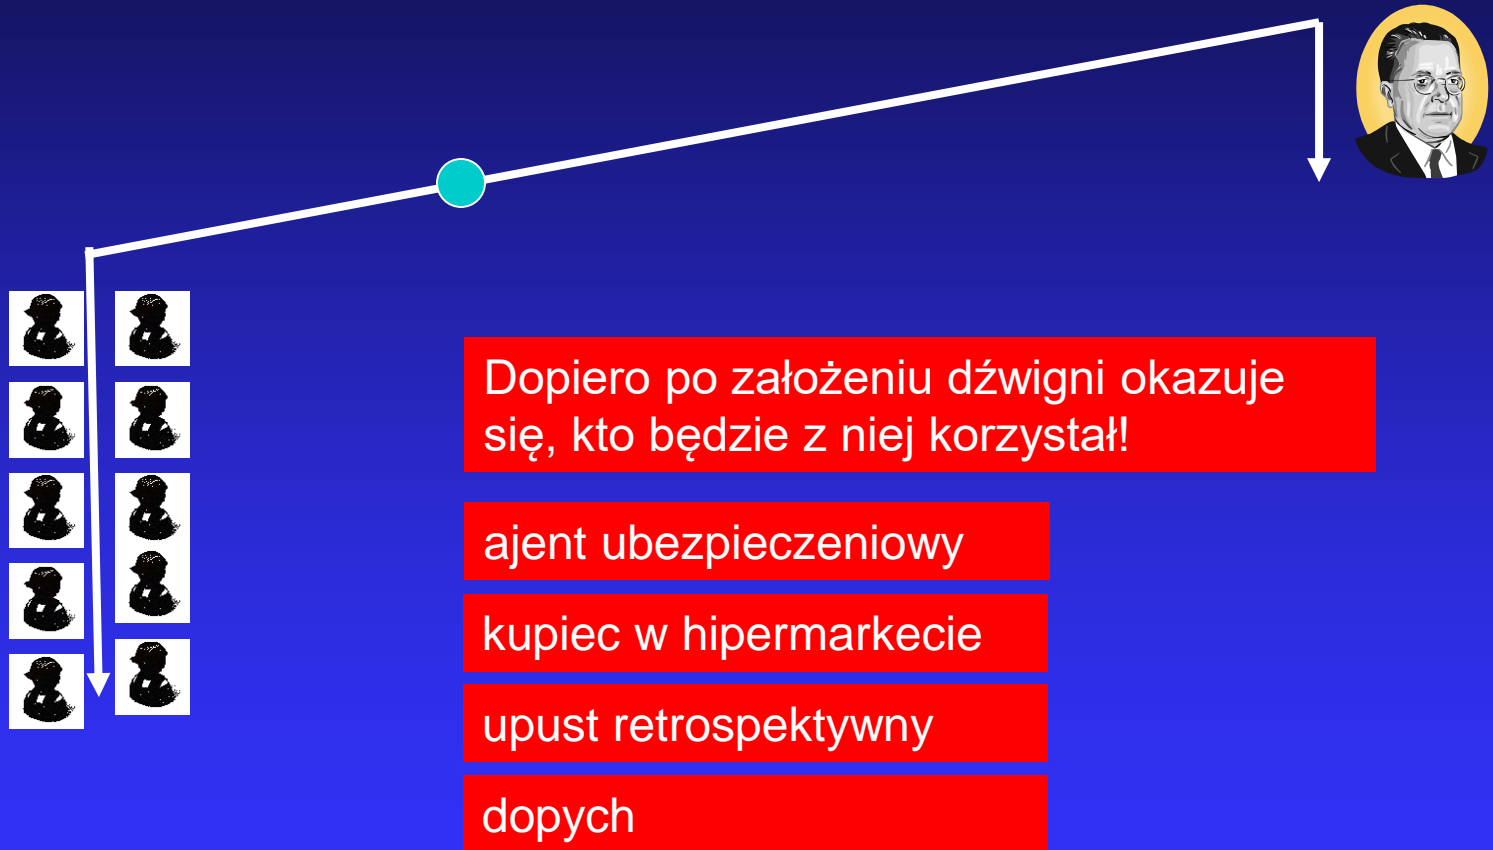 Dopiero po założeniu dźwigni okazuje
się, kto będzie z niej korzystał!
ajent ubezpieczeniowy
kupiec w hipermarkecie
upust retrospektywny
dopych